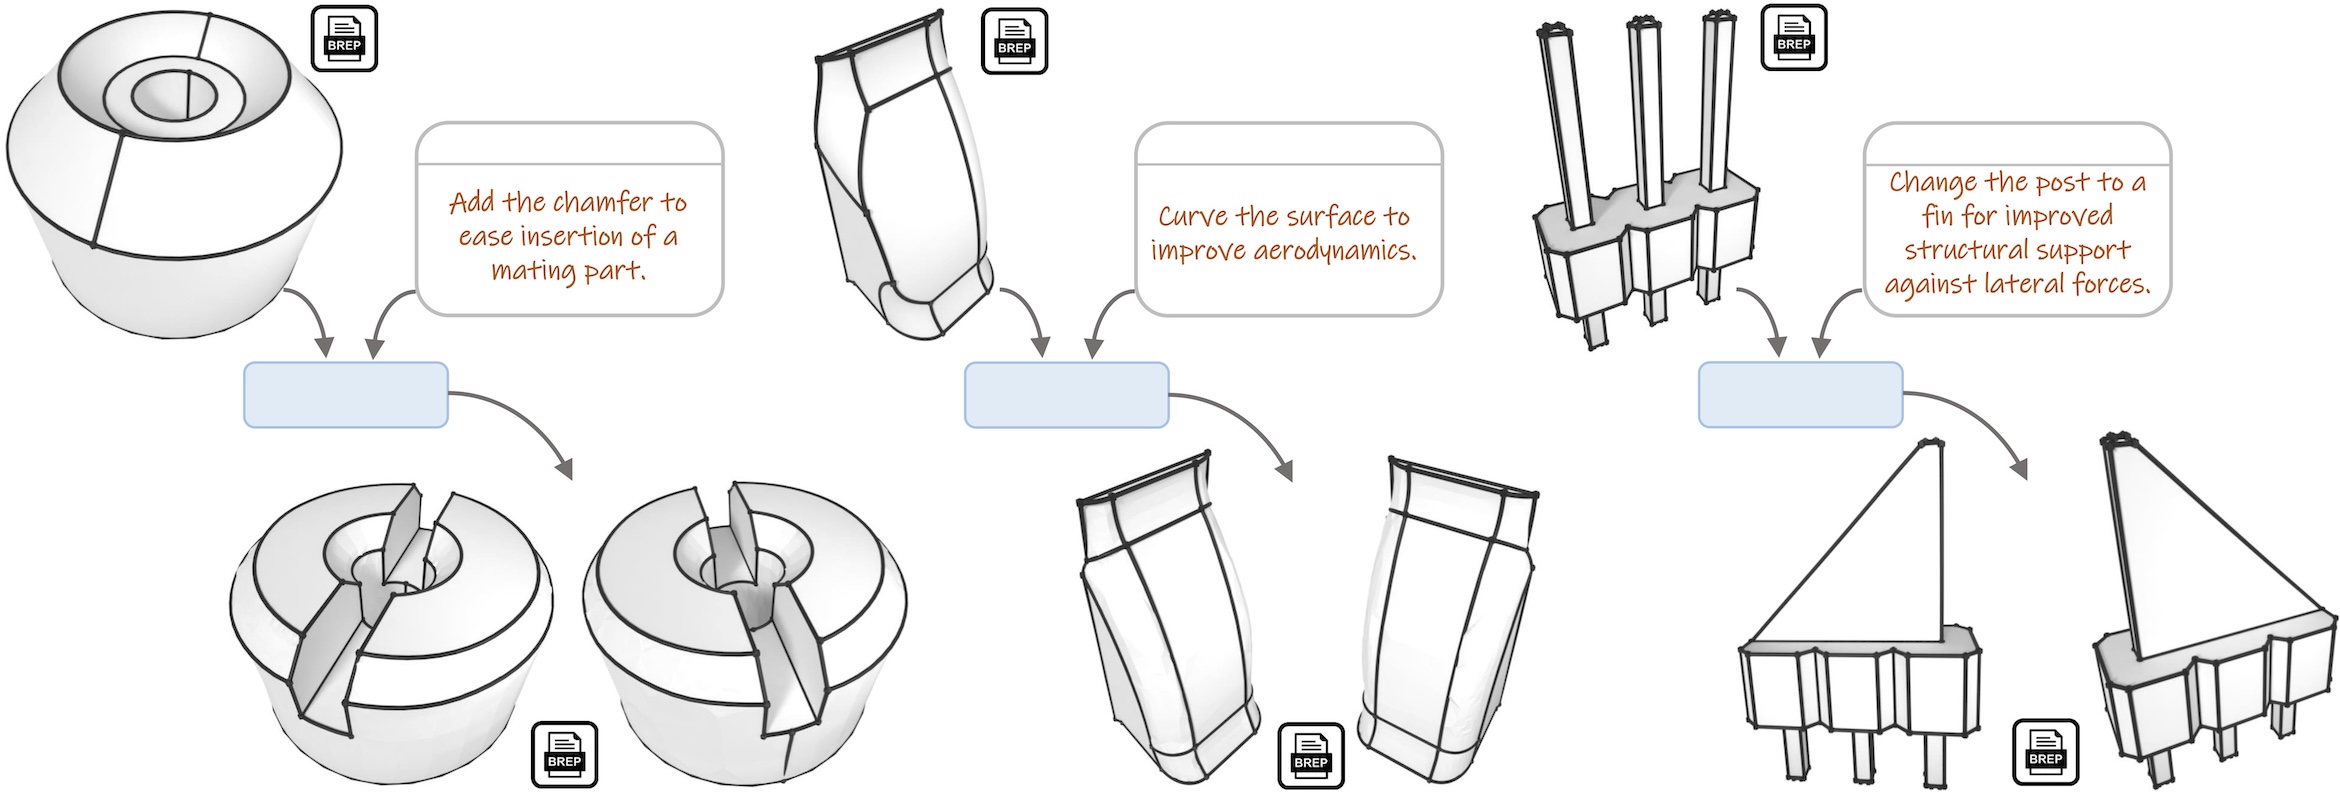 BREP
BREP
BREP
Add the chamfer to
ease insertion of a
mating part.
Curve the surface to
improve aerodynamics.
Change the post to a
fin for improved
structural support
against lateral forces.
BREP
BREP
BREP